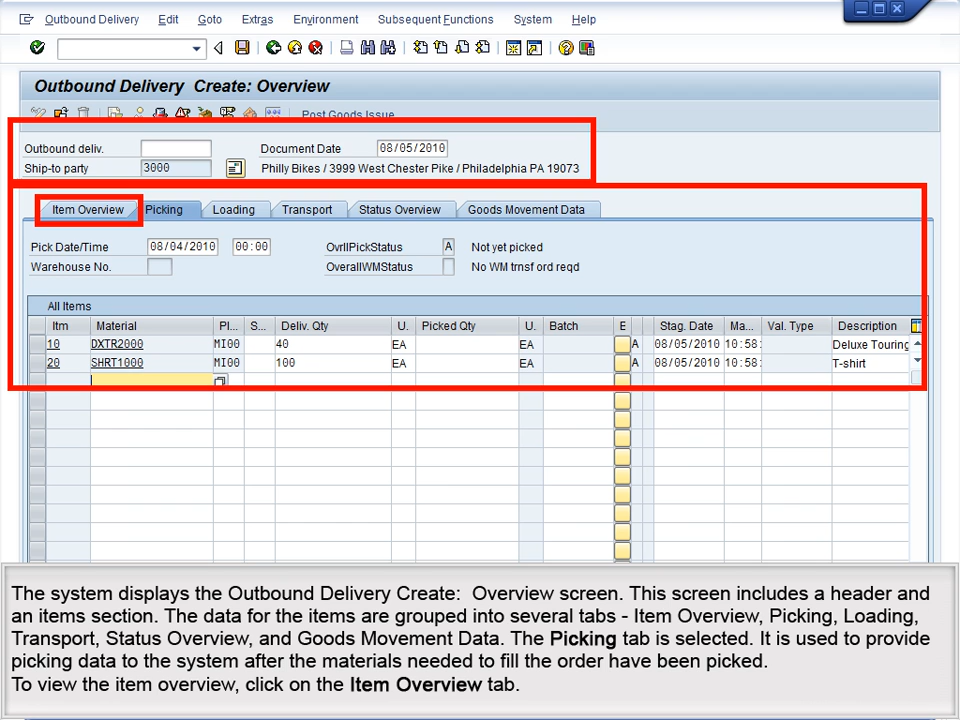 Outbound Delivery Edit Goto Extras Environment Subsequent Functions System Help
Outbound Delivery Create: Overview
Post Goods Issue
Outbound deliv. Document Date 08/05/2010
Ship-to party 3000 Philly Bikes / 3999 West Chester Pike / Philadelphia PA 19073
Item Overview Picking Loading Transport Status Overview Goods Movement Data
Pick Date/Time 08/04/2010 00:00 OvrllPickStatus A Not yet picked
Warehouse No. OverallWMStatus No WM trnsf ord reqd
All Items
Itm Material Pl... S... Deliv. Qty U. Picked Qty U. Batch E Stag. Date Ma... Val. Type Description
10 DXTR2000 MI00 40 EA EA A 08/05/2010 10:58: Deluxe Touring
20 SHRT1000 MI00 100 EA EA A 08/05/2010 10:58: T-shirt
The system displays the Outbound Delivery Create: Overview screen. This screen includes a header and
an items section. The data for the items are grouped into several tabs - Item Overview, Picking, Loading,
Transport, Status Overview, and Goods Movement Data. The Picking tab is selected. It is used to provide
picking data to the system after the materials needed to fill the order have been picked.
To view the item overview, click on the Item Overview tab.